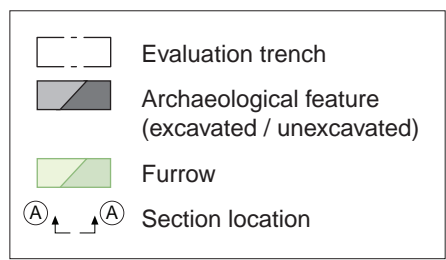 Evaluation trench
Archaeological feature
(excavated / unexcavated)
Furrow
A A Section location